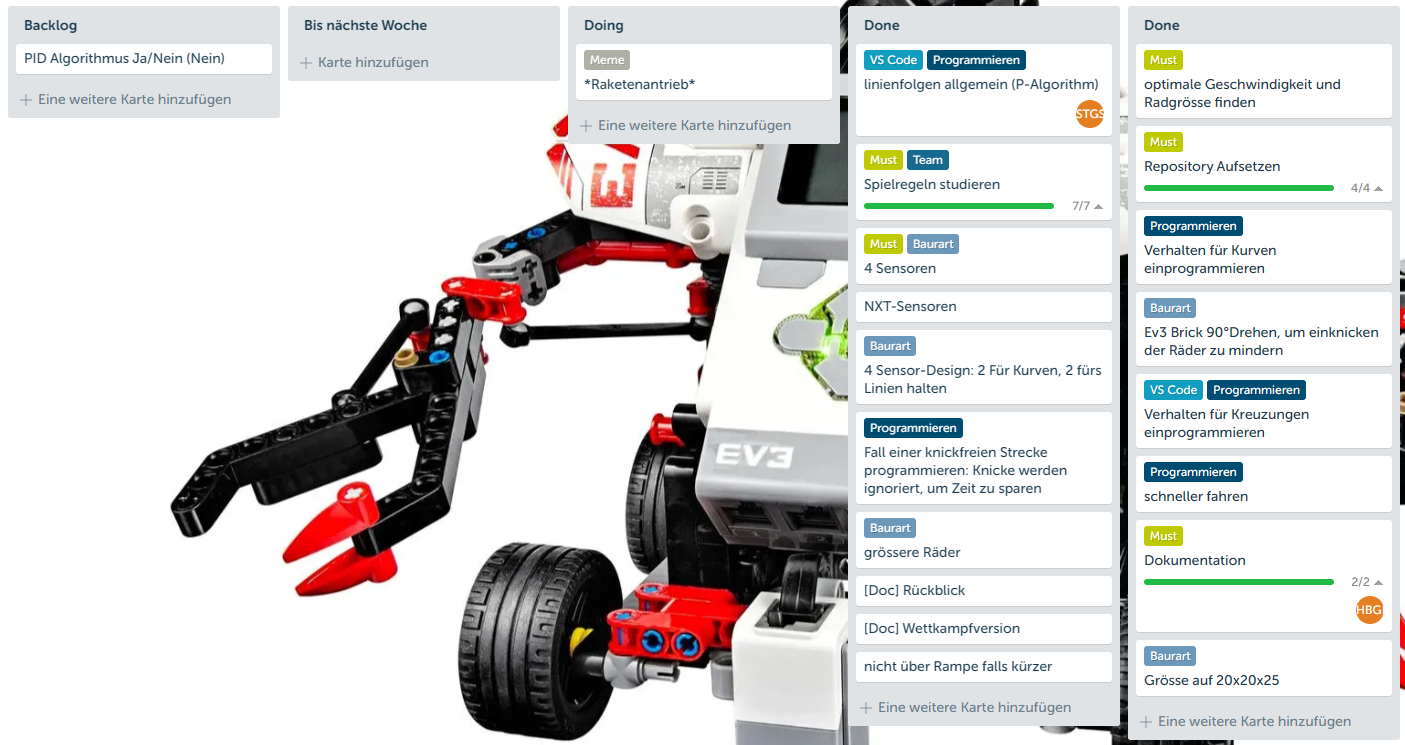 Backlog
PID Algorithmus Ja/Nein (Nein)
Eine weitere Karte hinzufügen
Bis nächste Woche
Karte hinzufügen
Doing
Meme
*Raketenantrieb*
Eine weitere Karte hinzufügen
Done
VS Code Programmieren
linienfolgen allgemein (P-Algorithm)
STGS
Must Team
Spielregeln studieren
7/7
Must Baurart
4 Sensoren
NXT-Sensoren
Baurart
4 Sensor-Design: 2 Für Kurven, 2 fürs
Linien halten
Programmieren
Fall einer knickfreien Strecke
programmieren: Knicke werden
ignoriert, um Zeit zu sparen
Baurart
grössere Räder
[Doc] Rückblick
[Doc] Wettkampfversion
nicht über Rampe falls kürzer
Eine weitere Karte hinzufügen
Done
Must
optimale Geschwindigkeit und
Radgrösse finden
Must
Repository Aufsetzen
4/4
Programmieren
Verhalten für Kurven
einprogrammieren
Baurart
Ev3 Brick 90°Drehen, um einknicken
der Räder zu mindern
VS Code Programmieren
Verhalten für Kreuzungen
einprogrammieren
Programmieren
schneller fahren
Must
Dokumentation
2/2
HBG
Baurart
Grösse auf 20x20x25
Eine weitere Karte hinzufügen
EV3